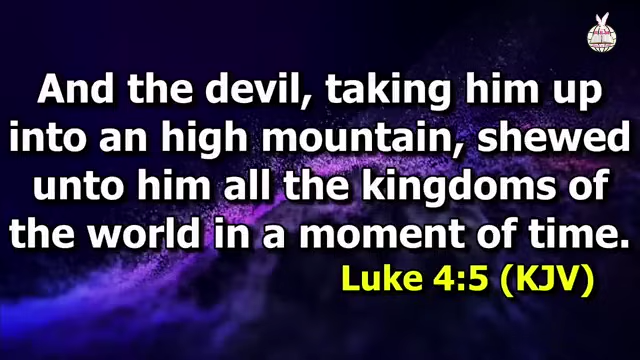 And the devil, taking him up
into an high mountain, shewed
unto him all the kingdoms of
the world in a moment of time.
Luke 4:5 (KJV)